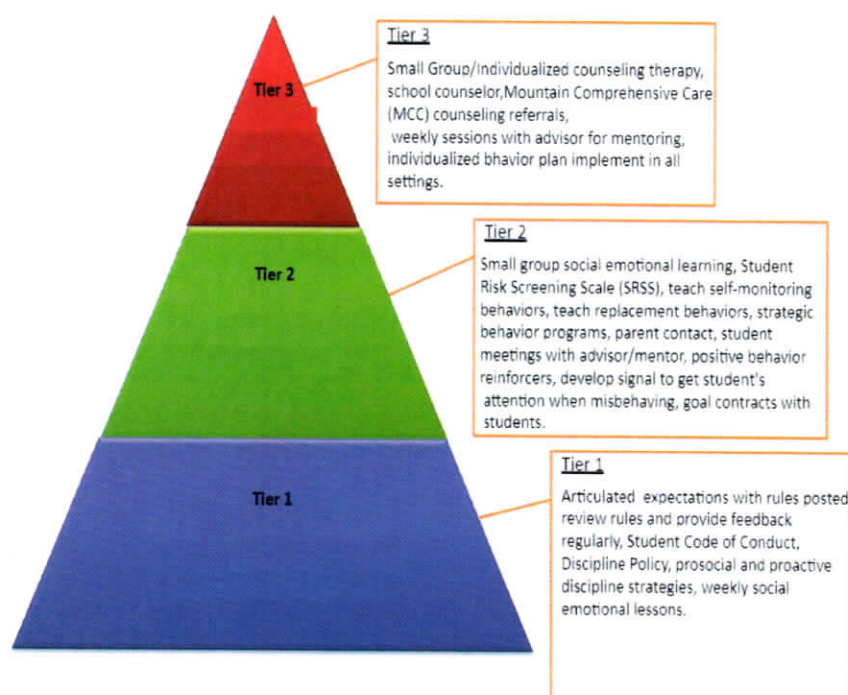 Tier 3
Tier 3
Small Group/Individualized counseling therapy,
school counselor,Mountain Comprehensive Care
(MCC) counseling referrals,
weekly sessions with advisor for mentoring,
individualized bhavior plan implement in all
settings.
Tier 2
Tier 2
Small group social emotional learning, Student
Risk Screening Scale (SRSS), teach self-monitoring
behaviors, teach replacement behaviors, strategic
behavior programs, parent contact, student
meetings with advisor/mentor, positive behavior
reinforcers, develop signal to get student's
attention when misbehaving, goal contracts with
students.
Tier 1
Tier 1
Articulated expectations with rules posted
review rules and provide feedback
regularly, Student Code of Conduct,
Discipline Policy, prosocial and proactive
discipline strategies, weekly social
emotional lessons.